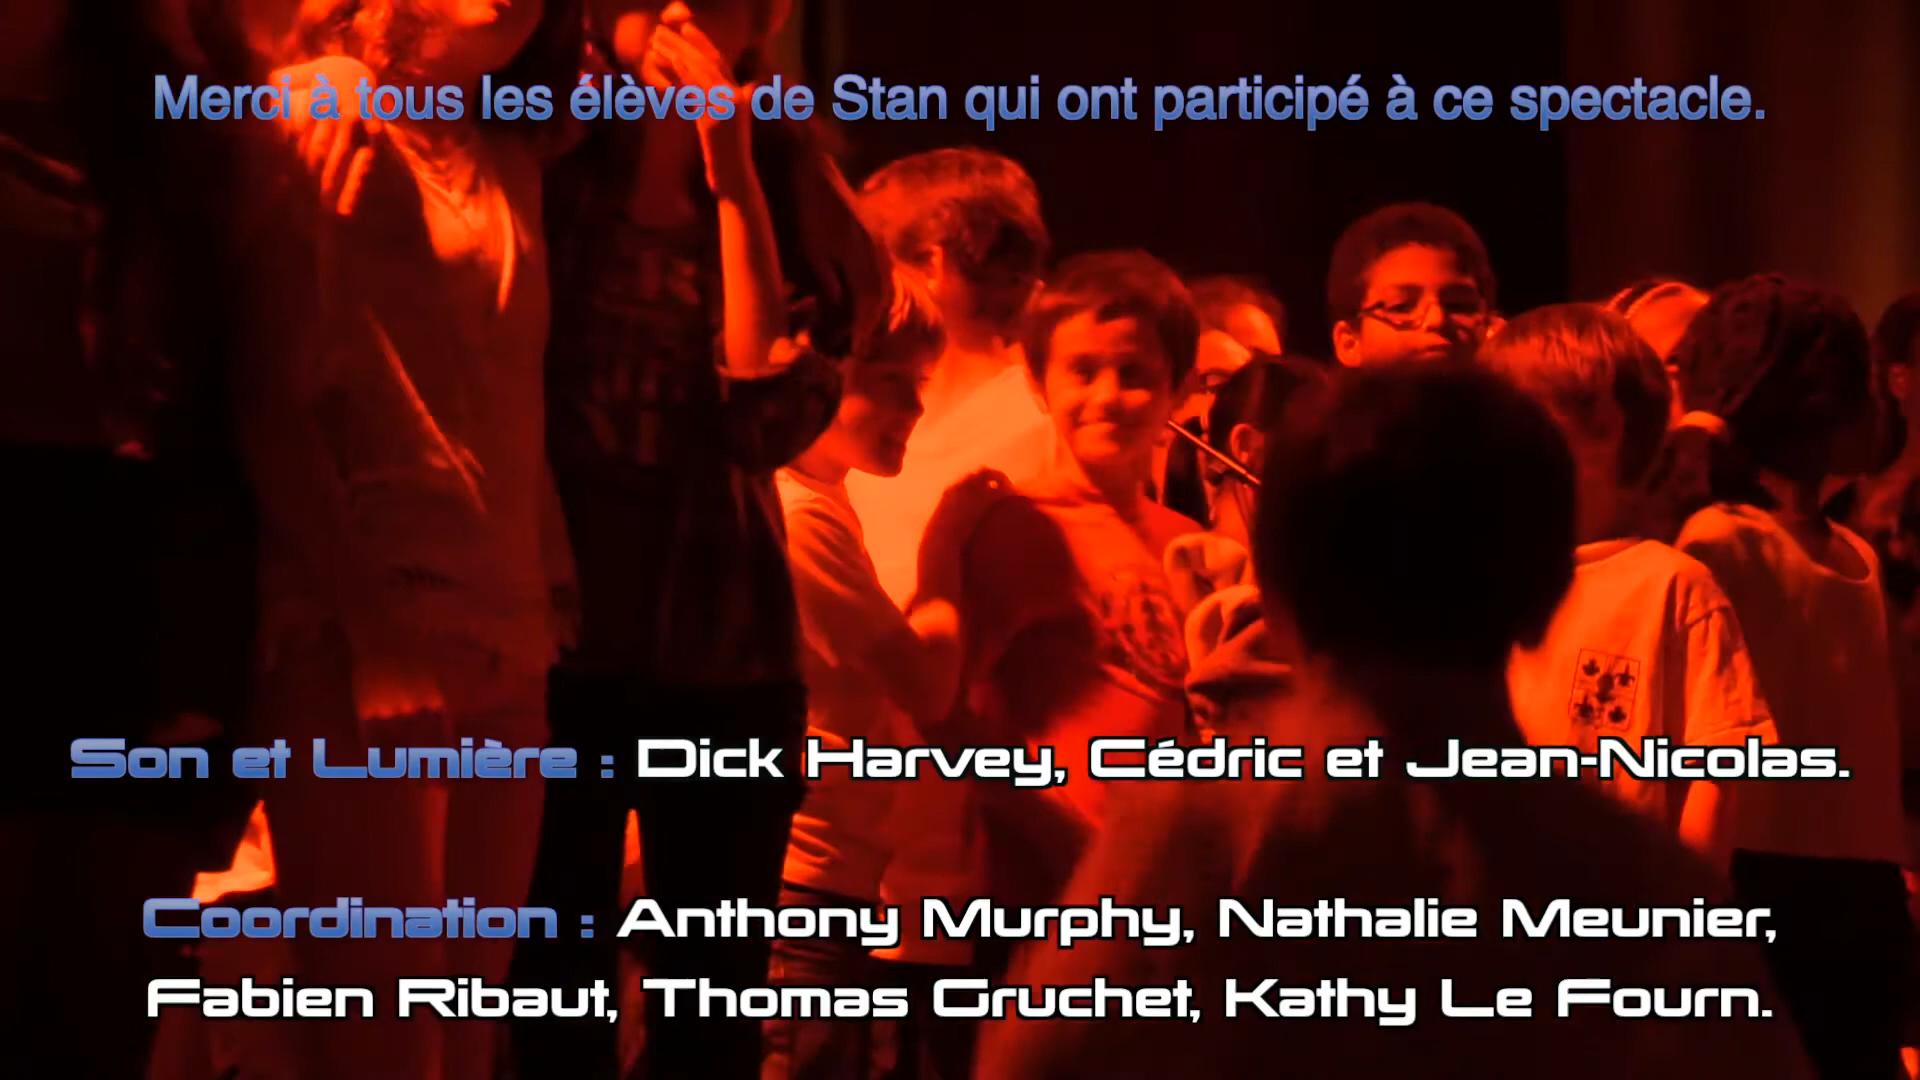 Merci à tous les élèves de Stan qui ont participé à ce spectacle.
Son et Lumière : Dick Harvey, Cédric et Jean-Nicolas.
Coordination : Anthony Murphy, Nathalie Meunier,
Fabien Ribaut, Thomas Gruchet, Kathy Le Fourn.